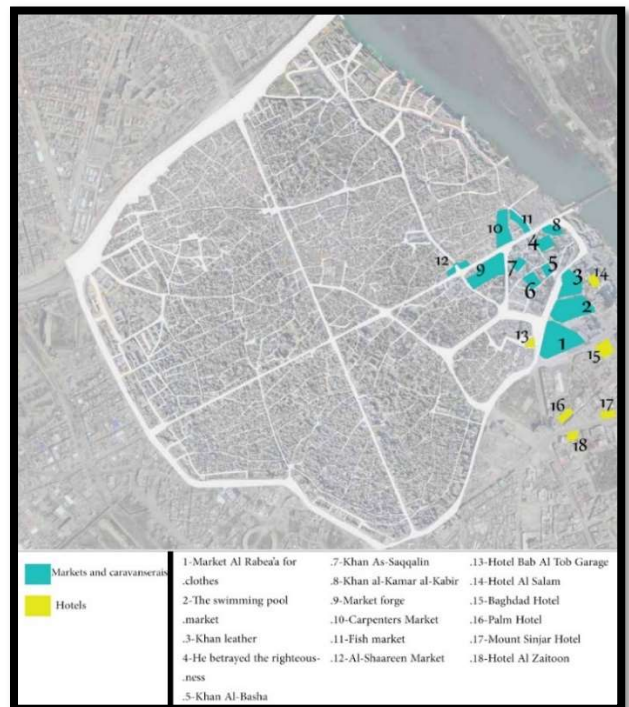 10
11
8
4
12
9
7
5
3
14
6
2
13
1
15
16
17
18
Markets and caravanserais
Hotels
1-Market Al Rabea'a for
.clothes
2-The swimming pool
.market
.3-Khan leather
4-He betrayed the righteous-
.ness
.5-Khan Al-Basha
.7-Khan As-Saqqalin
.8-Khan al-Kamar al-Kabir
.9-Market forge
.10-Carpenters Market
.11-Fish market
.12-Al-Shaareen Market
.13-Hotel Bab Al Tob Garage
.14-Hotel Al Salam
.15-Baghdad Hotel
.16-Palm Hotel
.17-Mount Sinjar Hotel
.18-Hotel Al Zaitoon